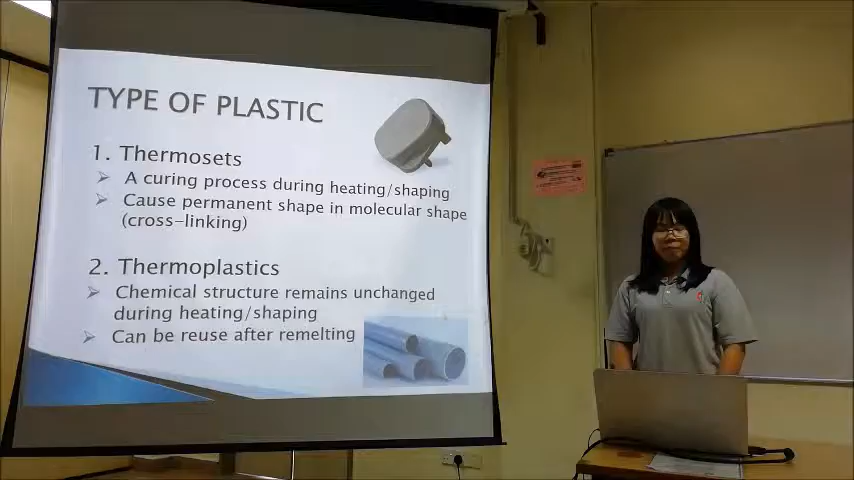 TYPE OF PLASTIC
1. Thermosets
A curing process during heating/shaping
Cause permanent shape in molecular shape
(cross-linking)
2. Thermoplastics
Chemical structure remains unchanged
during heating/shaping
Can be reuse after remelting